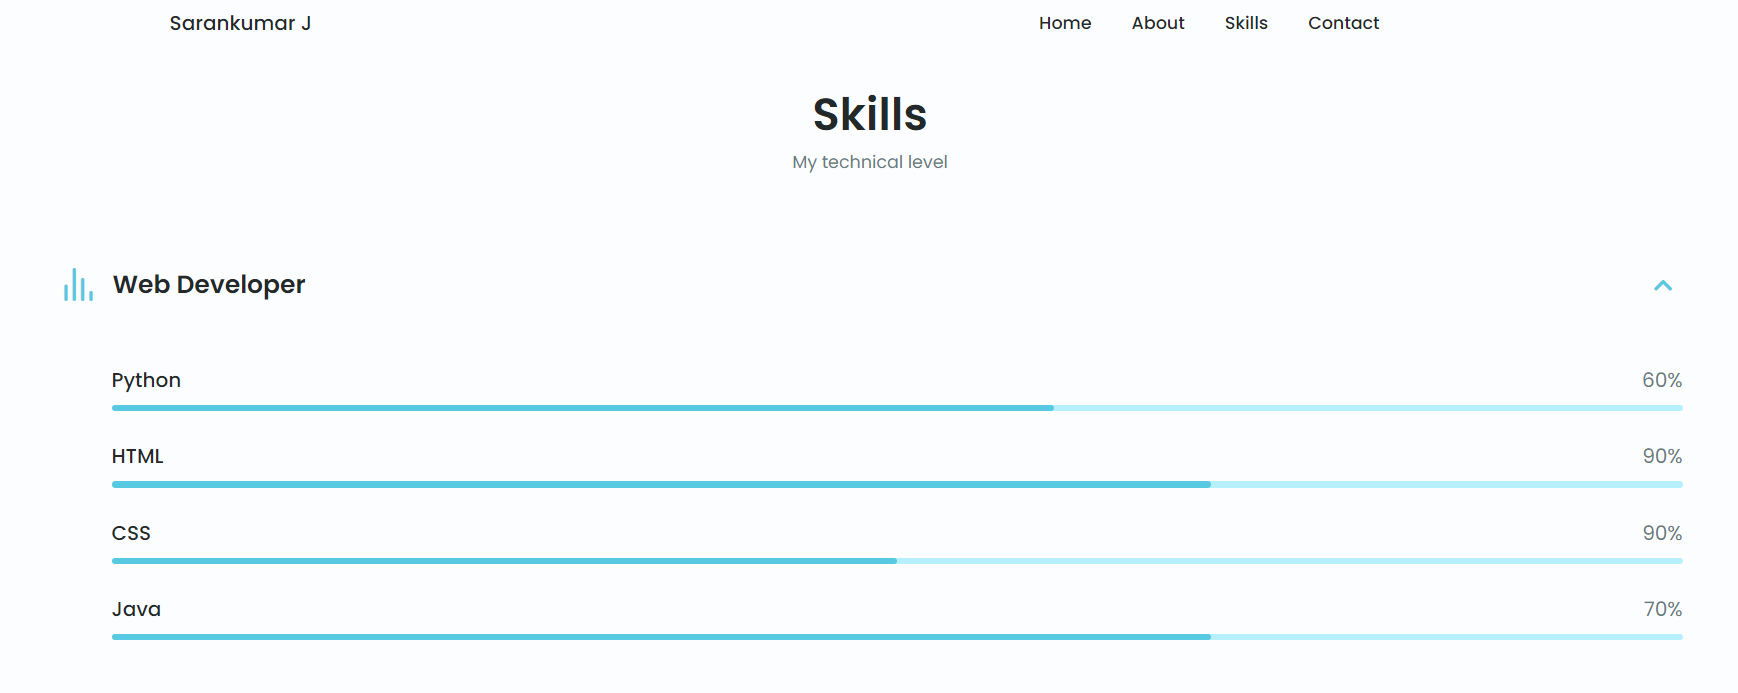 Sarankumar J Home About Skills Contact
Skills
My technical level
Web Developer
Python 60%
HTML 90%
CSS 90%
Java 70%